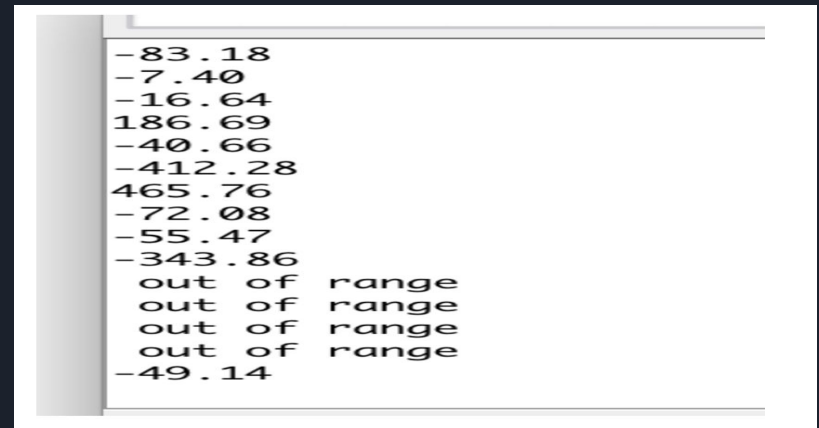 -83.18
-7.40
-16.64
186.69
-40.66
-412.28
465.76
-72.08
-55.47
-343.86
out of range
out of range
out of range
out of range
-49.14